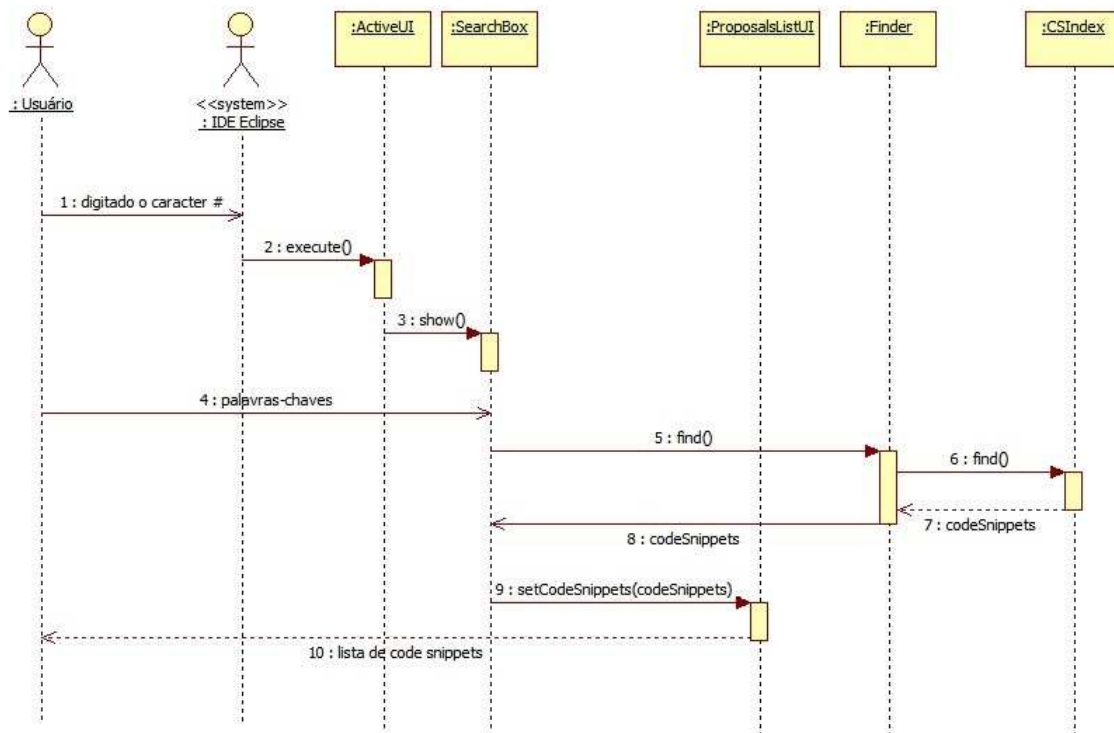 :ActiveUI
:SearchBox
:ProposalsListUI
:Finder
:CSIndex
: Usuário
<<system>>
: IDE Eclipse
1 : digitado o caracter #
2 : execute()
3 : show()
4 : palavras-chaves
5 : find()
6 : find()
7 : codeSnippets
8 : codeSnippets
9 : setCodeSnippets(codeSnippets)
10 : lista de code snippets